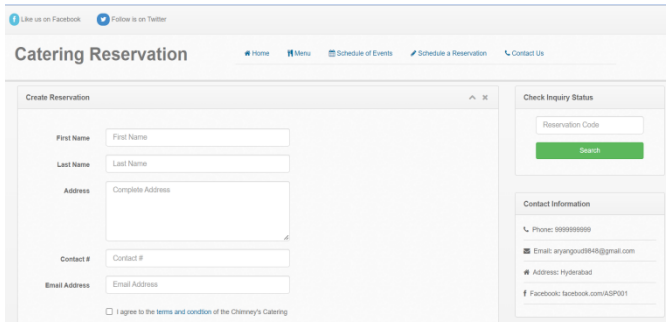 Like us on Facebook Follow is on Twitter
Catering Reservation
Home Menu Schedule of Events Schedule a Reservation Contact Us
Create Reservation
First Name First Name
Last Name Last Name
Address Complete Address
Contact # Contact #
Email Address Email Address
I agree to the terms and condtion of the Chimney's Catering
Check Inquiry Status
Reservation Code
Search
Contact Information
Phone: 9999999999
Email: aryangoud9848@gmail.com
Address: Hyderabad
Facebook: facebook.com/ASP001